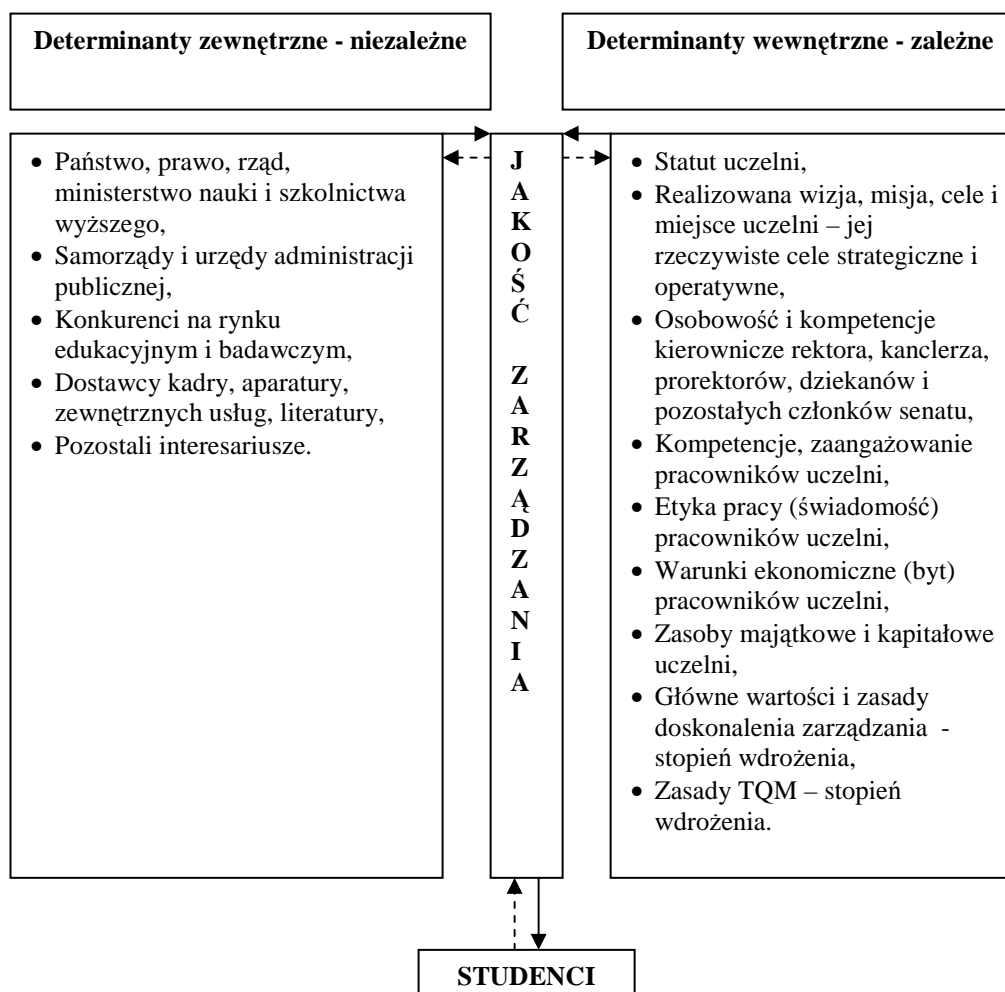 Determinanty zewnętrzne - niezależne
Determinanty wewnętrzne - zależne
• Państwo, prawo, rząd,
ministerstwo nauki i szkolnictwa
wyższego,
• Samorządy i urzędy administracji
publicznej,
• Konkurenci na rynku
edukacyjnym i badawczym,
• Dostawcy kadry, aparatury,
zewnętrznych usług, literatury,
• Pozostali interesariusze.
J
A
K
O
Ś
Ć
Z
A
R
Z
Ą
D
Z
A
N
I
A
• Statut uczelni,
• Realizowana wizja, misja, cele i
miejsce uczelni – jej
rzeczywiste cele strategiczne i
operatywne,
• Osobowość i kompetencje
kierownicze rektora, kanclerza,
prorektorów, dziekanów i
pozostałych członków senatu,
• Kompetencje, zaangażowanie
pracowników uczelni,
• Etyka pracy (świadomość)
pracowników uczelni,
• Warunki ekonomiczne (byt)
pracowników uczelni,
• Zasoby majątkowe i kapitałowe
uczelni,
• Główne wartości i zasady
doskonalenia zarządzania -
stopień wdrożenia,
• Zasady TQM – stopień
wdrożenia.
STUDENCI